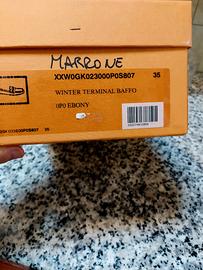 MARRONE
XXW0GK023000P0S807 35
WINTER TERMINAL BAFFO
0P0 EBONY